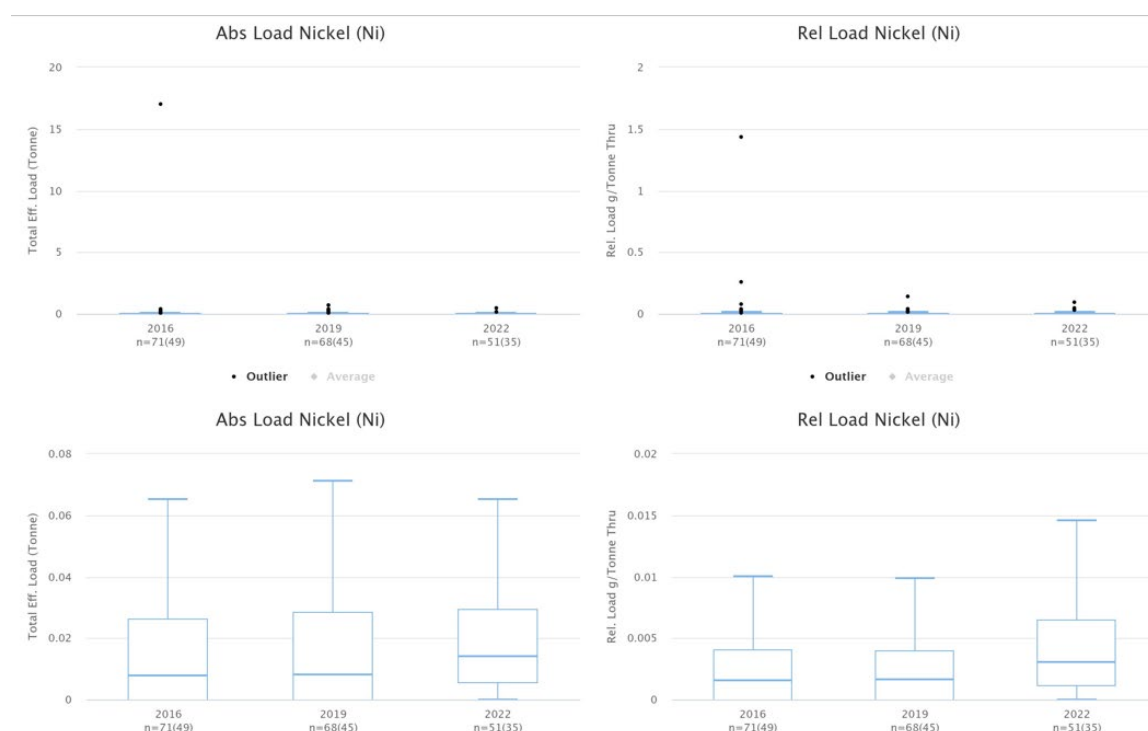 Abs Load Nickel (Ni)
Total Eff. Load (Tonne)
20
15
10
5
0
2016
n=71(49)
2019
n=68(45)
2022
n=51(35)
Outlier
Average
Rel Load Nickel (Ni)
Rel. Load g/Tonne Thru
2
1.5
1
0.5
0
2016
n=71(49)
2019
n=68(45)
2022
n=51(35)
Outlier
Average
Abs Load Nickel (Ni)
Total Eff. Load (Tonne)
0.08
0.06
0.04
0.02
0
2016
n=71(49)
2019
n=68(45)
2022
n=51(35)
Rel Load Nickel (Ni)
Rel. Load g/Tonne Thru
0.02
0.015
0.01
0.005
0
2016
n=71(49)
2019
n=68(45)
2022
n=51(35)